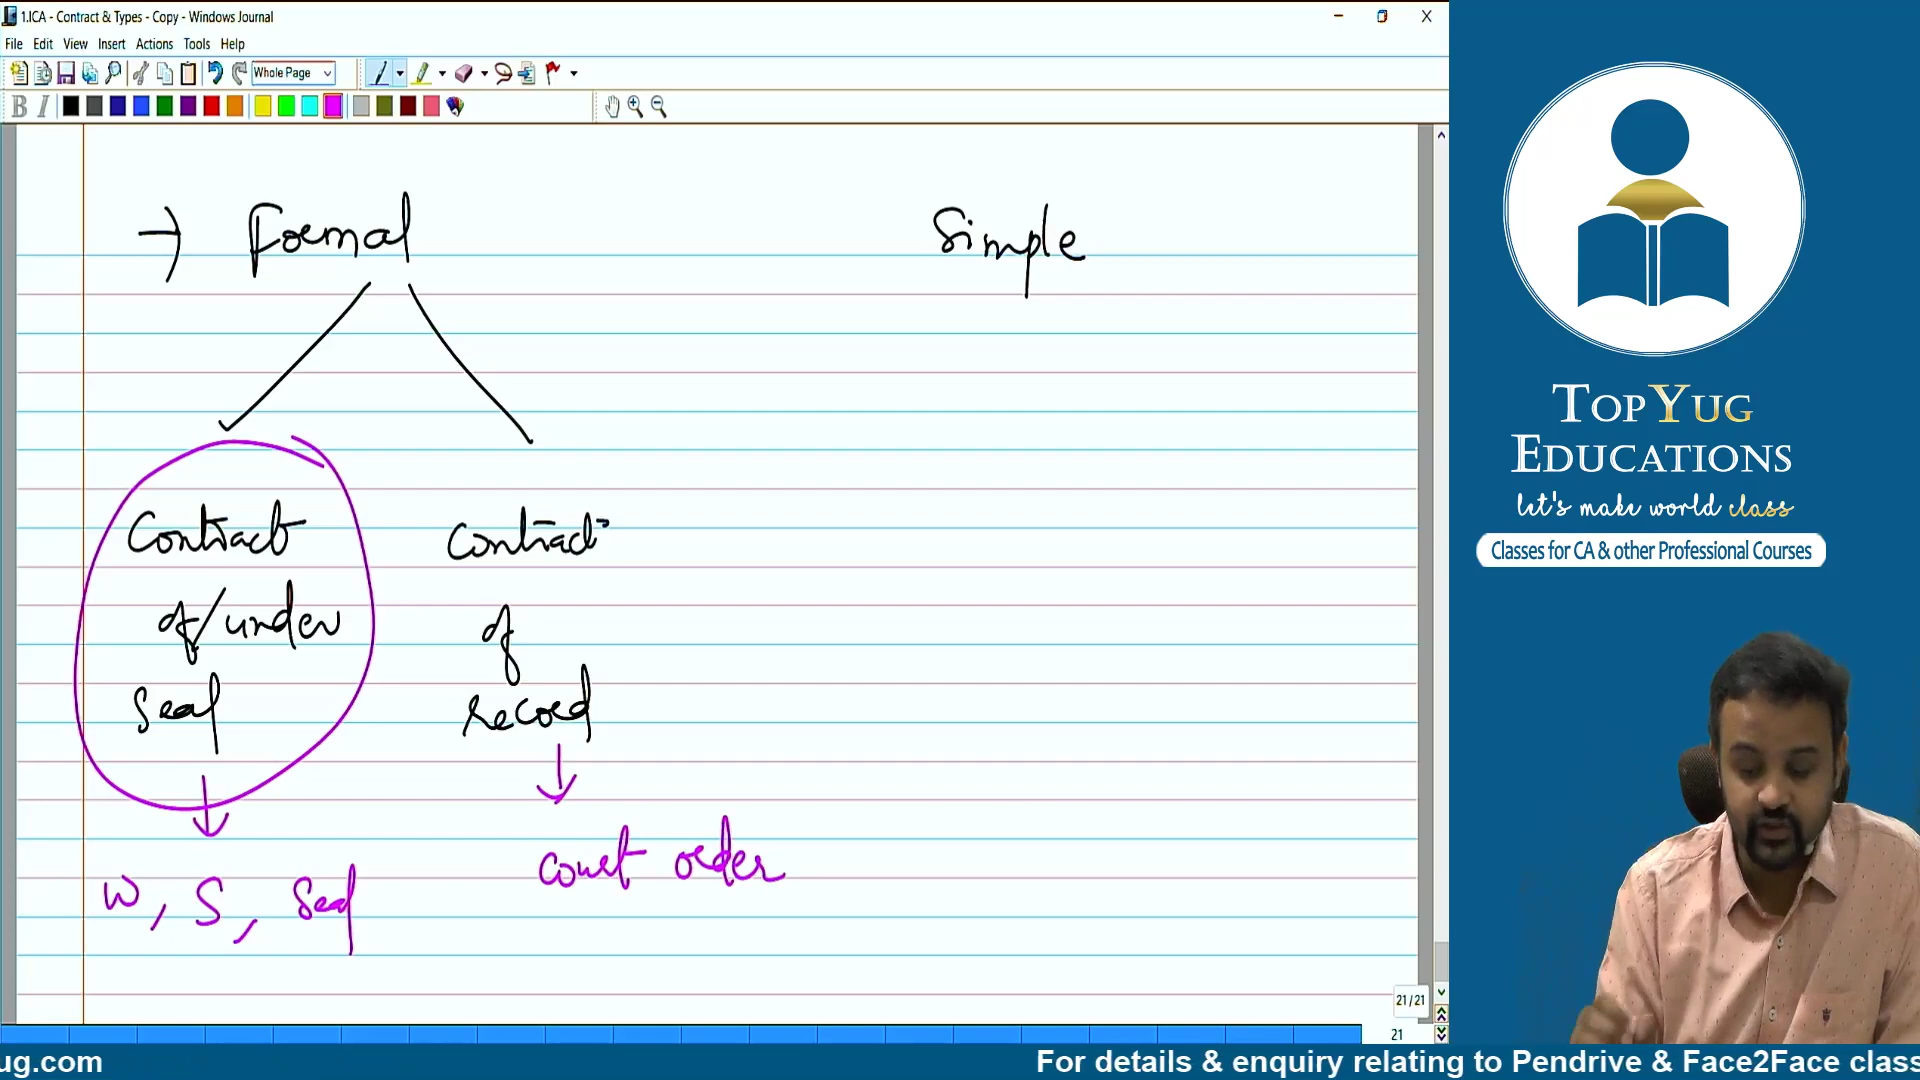 1.ICA - Contract & Types - Copy - Windows Journal
File Edit View Insert Actions Tools Help
Whole Page
B I
→ Formal
Simple
Contract
of/under
Seal
Contract
of
record
W, S, Seal
Court order
21/21
21
TOPYUG
EDUCATIONS
let's make world class
Classes for CA & other Professional Courses
ug.com
For details & enquiry relating to Pendrive & Face2Face class